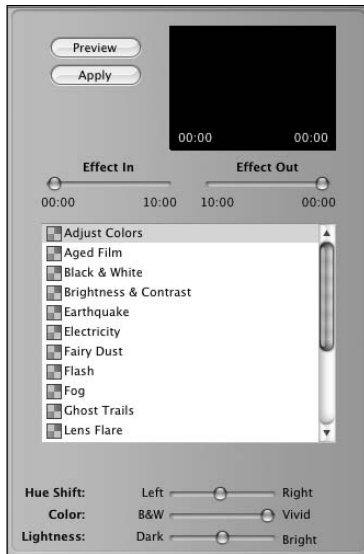 Preview
Apply
00:00 00:00
Effect In Effect Out
00:00 10:00 10:00 00:00
Adjust Colors
Aged Film
Black & White
Brightness & Contrast
Earthquake
Electricity
Fairy Dust
Flash
Fog
Ghost Trails
Lens Flare
Hue Shift: Left Right
Color: B&W Vivid
Lightness: Dark Bright